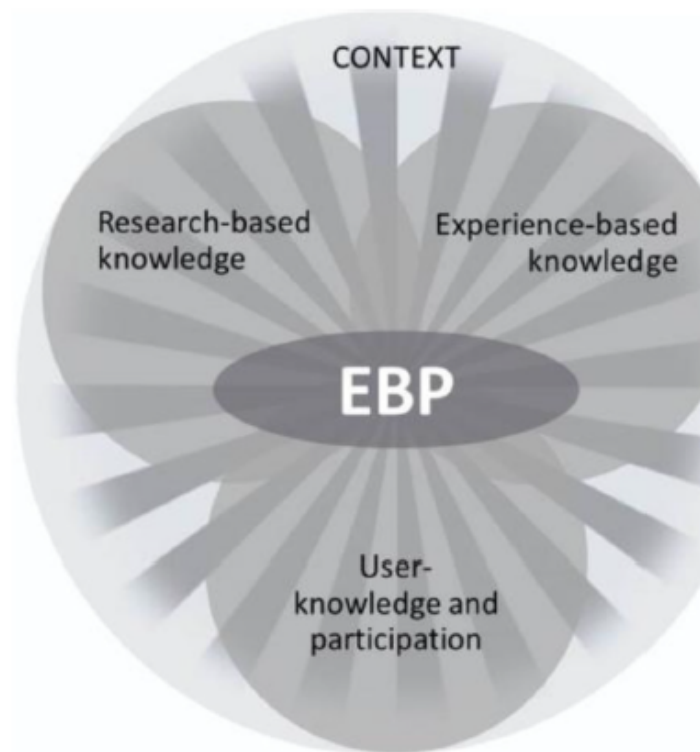 CONTEXT
Research-based
knowledge
Experience-based
knowledge
EBP
User-
knowledge and
participation